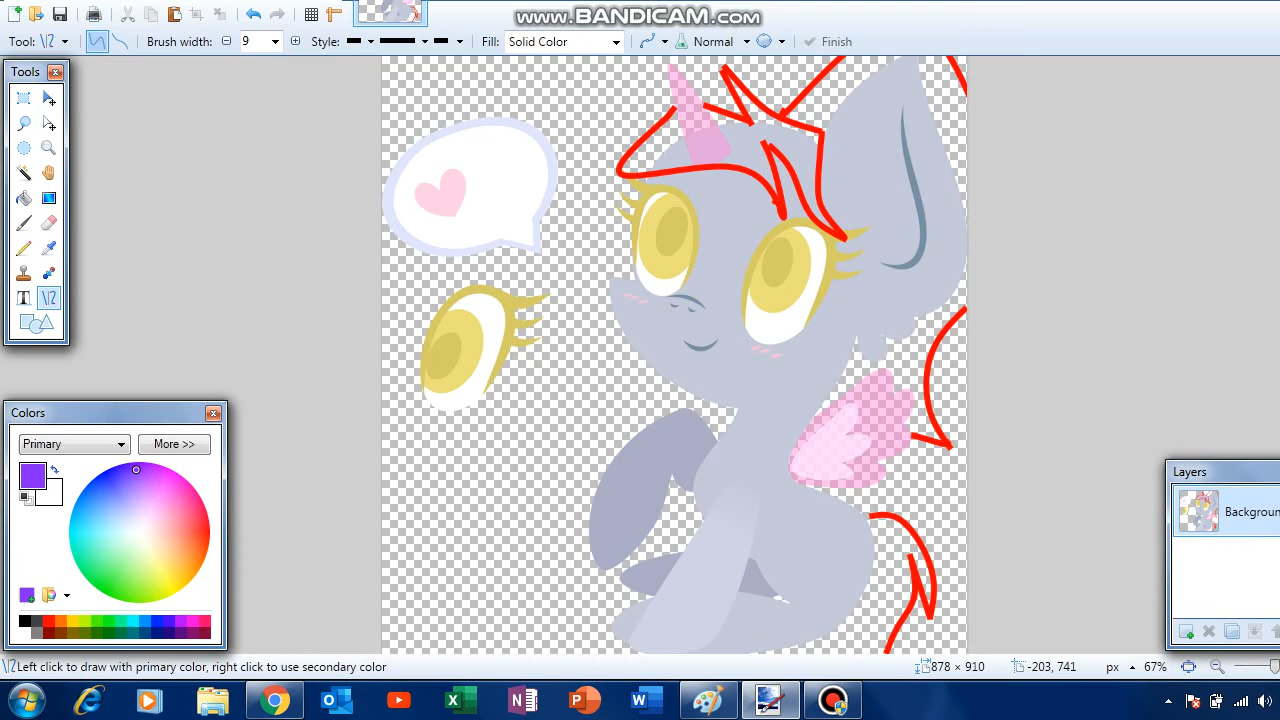 www.BANDICAM.com
Tool:
Brush width:
9
Style:
Fill:
Solid Color
Normal
Finish
Tools
Colors
Primary
More >>
Layers
Backgroun
Left click to draw with primary color, right click to use secondary color
878 × 910
-203, 741
px
67%